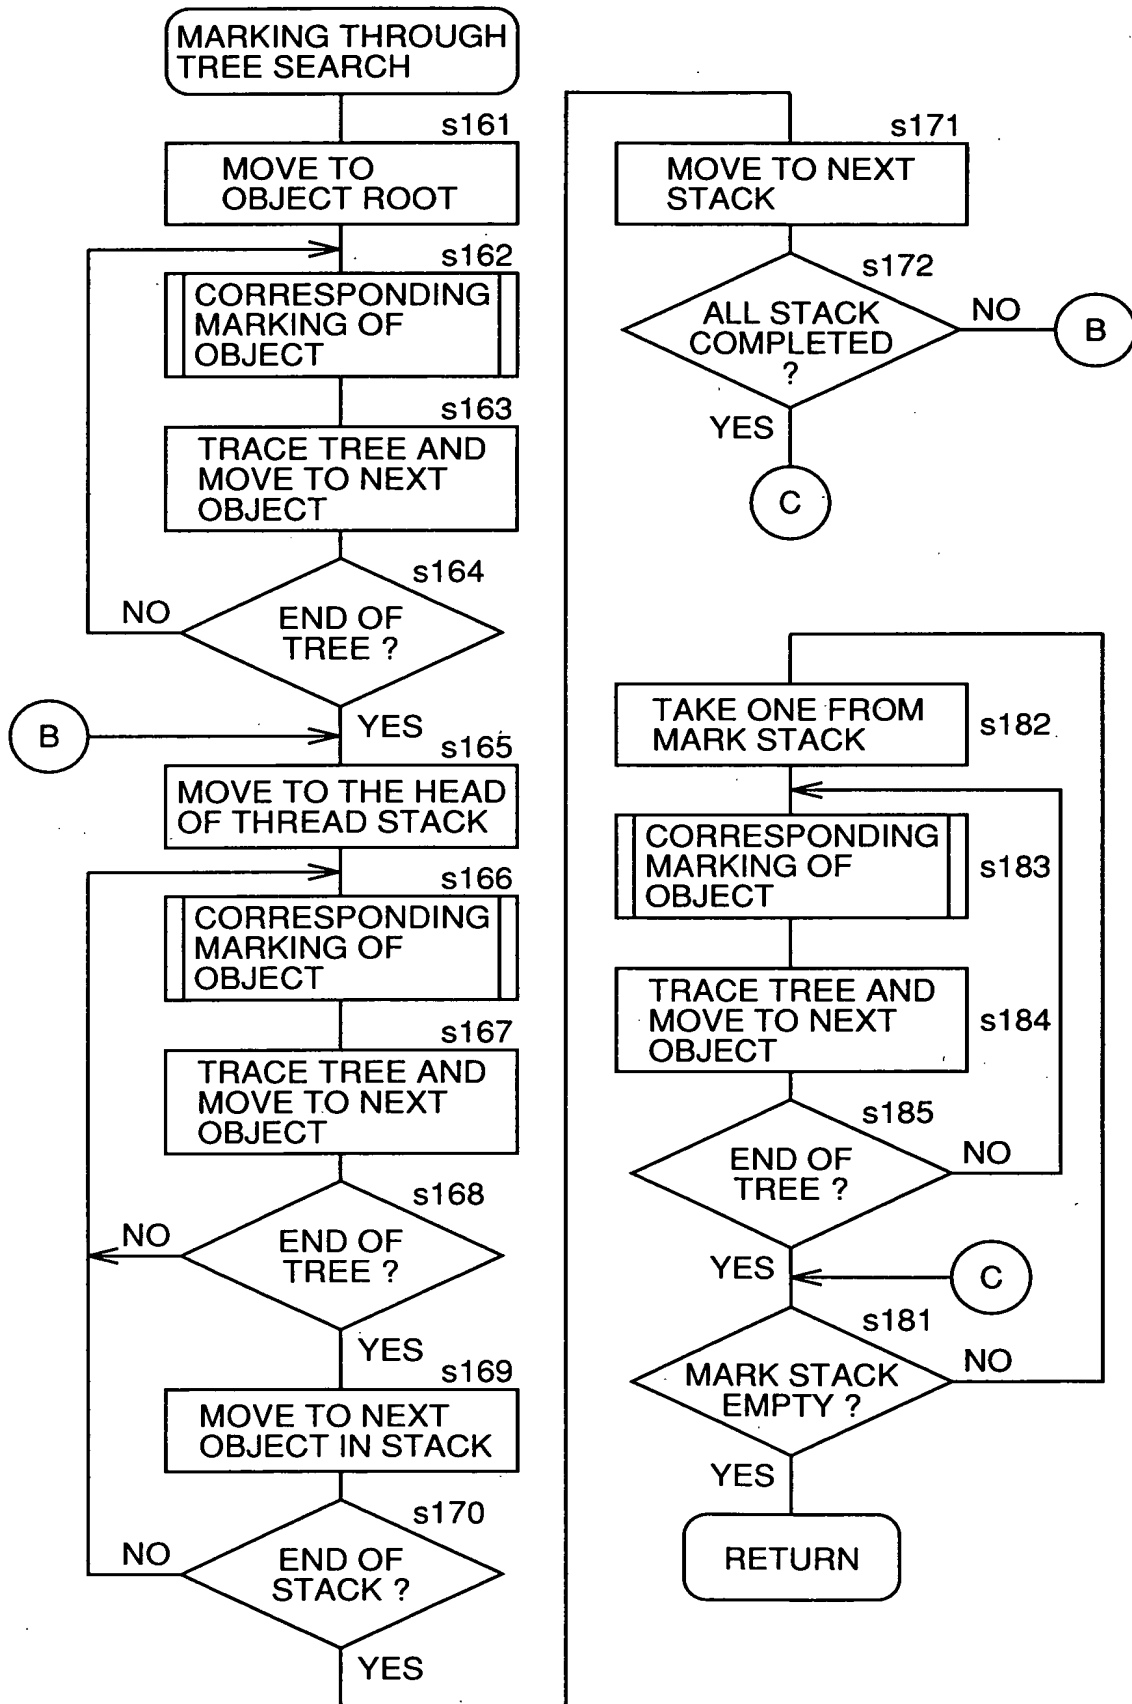 MARKING THROUGH
TREE SEARCH
s161
MOVE TO
OBJECT ROOT
s162
CORRESPONDING
MARKING OF
OBJECT
s163
TRACE TREE AND
MOVE TO NEXT
OBJECT
s164
NO
END OF
TREE ?
B
YES
s165
MOVE TO THE HEAD
OF THREAD STACK
s166
CORRESPONDING
MARKING OF
OBJECT
s167
TRACE TREE AND
MOVE TO NEXT
OBJECT
s168
NO
END OF
TREE ?
YES
s169
MOVE TO NEXT
OBJECT IN STACK
s170
NO
END OF
STACK ?
YES
s171
MOVE TO NEXT
STACK
s172
ALL STACK
COMPLETED
?
NO
B
YES
C
TAKE ONE FROM
MARK STACK
s182
CORRESPONDING
MARKING OF
OBJECT
s183
TRACE TREE AND
MOVE TO NEXT
OBJECT
s184
s185
END OF
TREE ?
NO
YES
C
s181
MARK STACK
EMPTY ?
NO
YES
RETURN